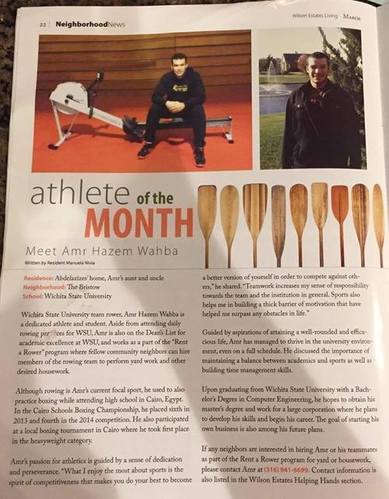 22 | NeighborhoodNews
Wilson Estates Living MARCH
athlete of the
MONTH
Meet Amr Hazem Wahba
Written by Resident Manuela Nivia
Residence: Abdelazizes' home, Amr's aunt and uncle
Neighborhood: The Bristow
School: Wichita State University
Wichita State University team rower, Amr Hazem Wahba is
a dedicated athlete and student. Aside from attending daily
rowing practices for WSU, Amr is also on the Dean's List for
academic excellence at WSU, and works as a part of the "Rent
a Rower" program where fellow community neighbors can hire
members of the rowing team to perform yard work and other
desired housework.
Although rowing is Amr's current focal sport, he used to also
practice boxing while attending high school in Cairo, Egypt.
In the Cairo Schools Boxing Championship, he placed sixth in
2013 and fourth in the 2014 competition. He also participated
at a local boxing tournament in Cairo where he took first place
in the heavyweight category.
Amr's passion for athletics is guided by a sense of dedication
and perseverance. "What I enjoy the most about sports is the
spirit of competitiveness that makes you do your best to become
a better version of yourself in order to compete against oth-
ers," he shared. "Teamwork increases my sense of responsibility
towards the team and the institution in general. Sports also
helps me in building a thick barrier of motivation that have
helped me surpass any obstacles in life."
Guided by aspirations of attaining a well-rounded and effica-
cious life, Amr has managed to thrive in the university environ-
ment, even on a full schedule. He discussed the importance of
maintaining a balance between academics and sports as well as
building time management skills.
Upon graduating from Wichita State University with a Bach-
elor's Degree in Computer Engineering, he hopes to obtain his
master's degree and work for a large corporation where he plans
to develop his skills and begin his career. The goal of starting his
own business is also among his future plans.
If any neighbors are interested in hiring Amr or his teammates
as part of the Rent a Rower program for yard or housework,
please contact Amr at (316) 941-6699. Contact information is
also listed in the Wilson Estates Helping Hands section.